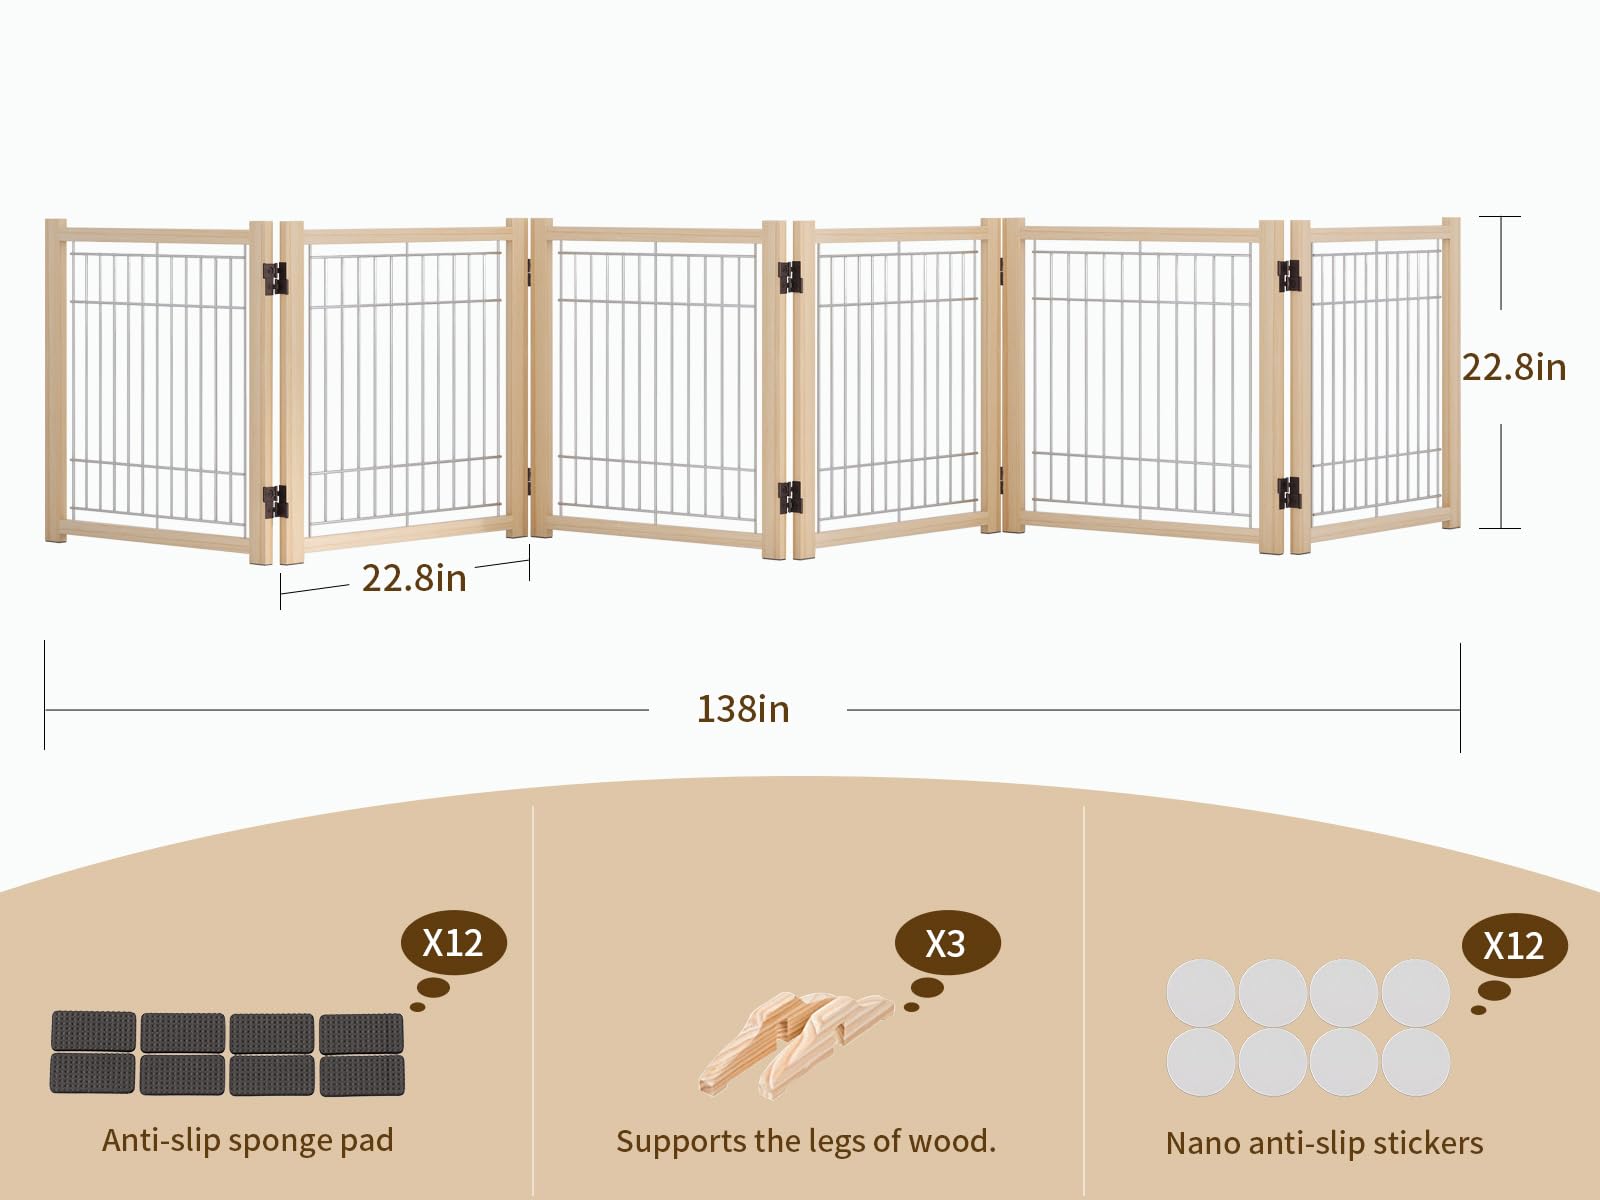 22.8in
22.8in
138in
X12
X3
X12
Anti-slip sponge pad
Supports the legs of wood.
Nano anti-slip stickers